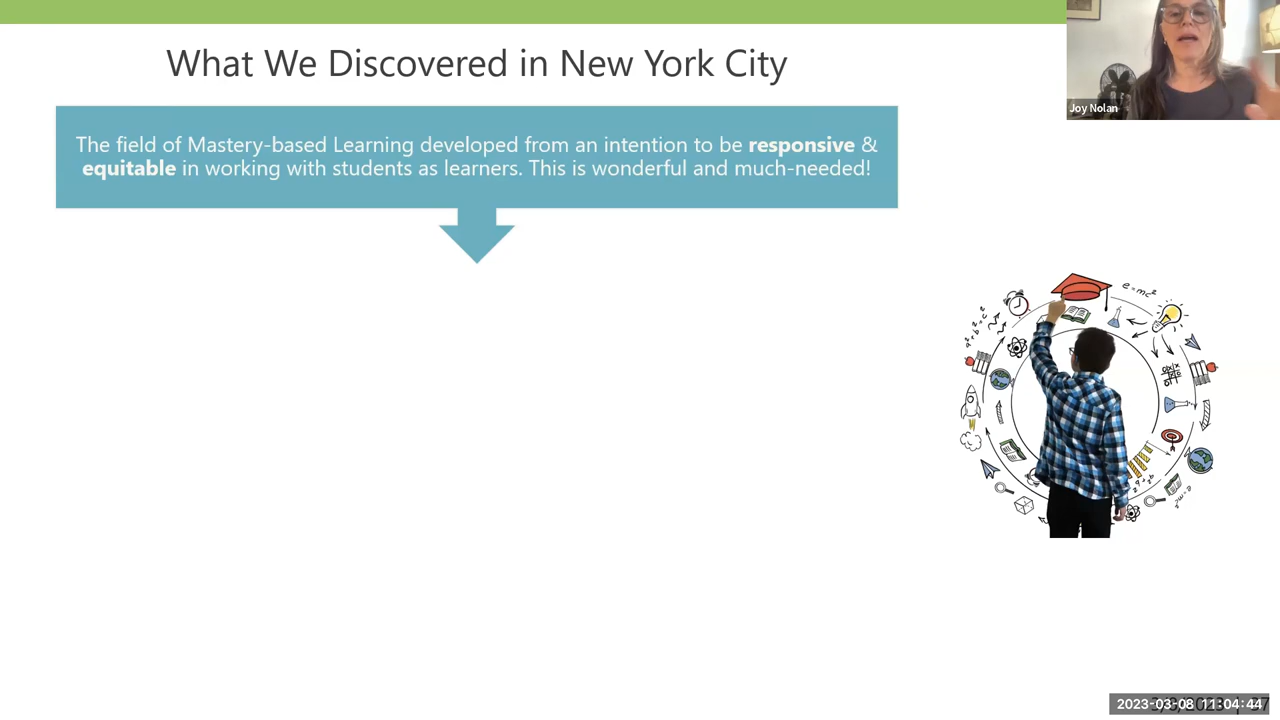 What We Discovered in New York City
Joy Nolan
The field of Mastery-based Learning developed from an intention to be responsive &
equitable in working with students as learners. This is wonderful and much-needed!
e=mc²
2023-03-08 11:04:44